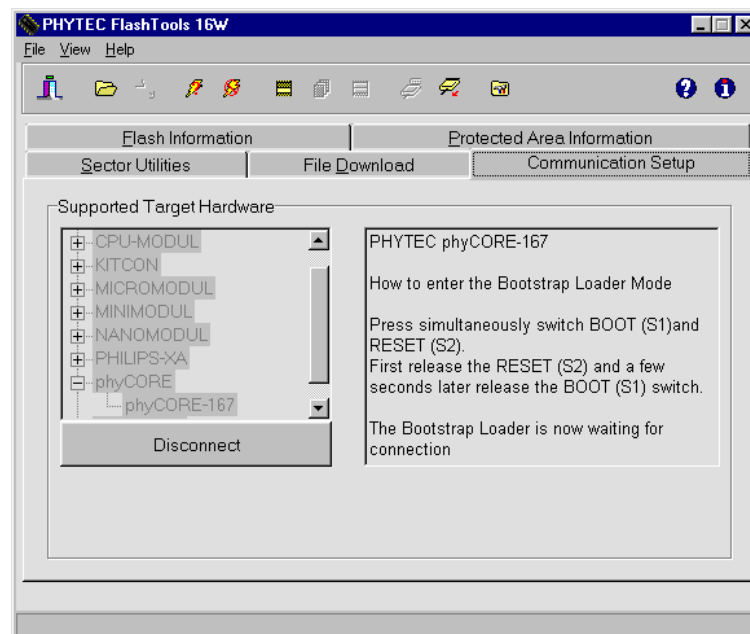 PHYTEC FlashTools 16W
File View Help
Flash Information
Protected Area Information
Sector Utilities
File Download
Communication Setup
Supported Target Hardware
CPU-MODUL
KITCON
MICROMODUL
MINIMODUL
NANOMODUL
PHILIPS-XA
phyCORE
phyCORE-167
Disconnect
PHYTEC phyCORE-167
How to enter the Bootstrap Loader Mode
Press simultaneously switch BOOT (S1)and
RESET (S2).
First release the RESET (S2) and a few
seconds later release the BOOT (S1) switch.
The Bootstrap Loader is now waiting for
connection